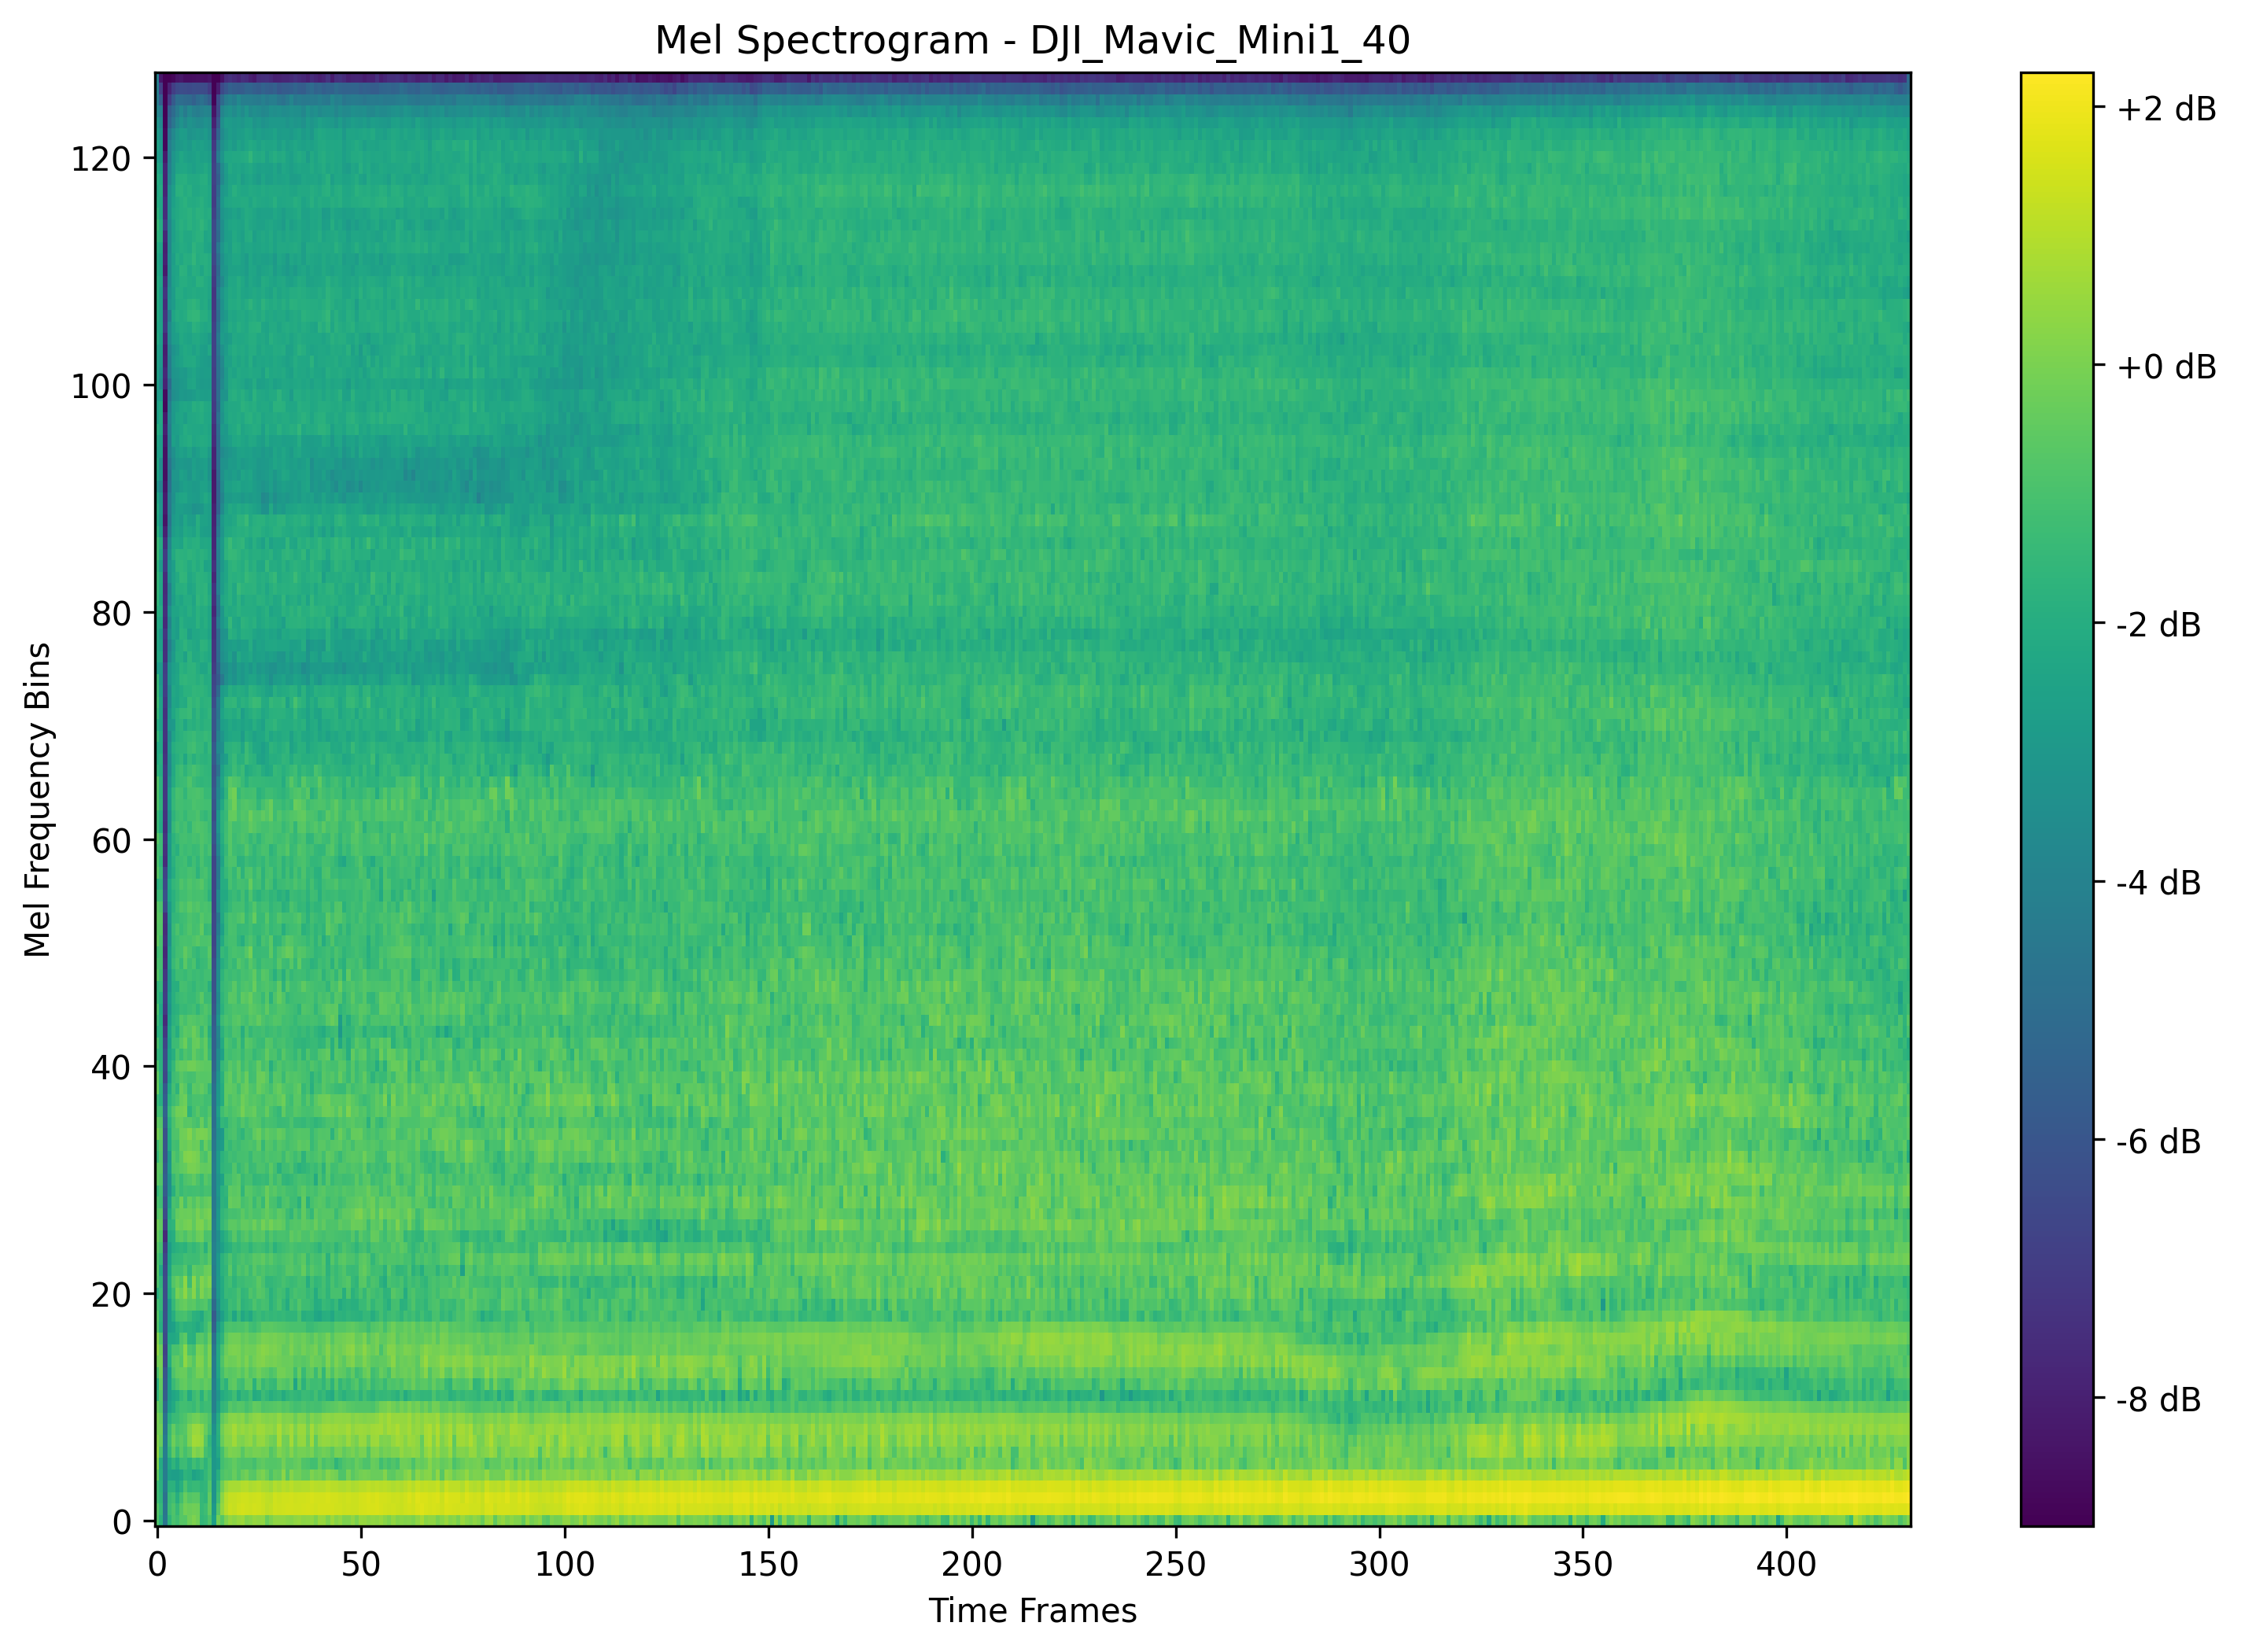 Mel Spectrogram - DJI_Mavic_Mini1_40
Mel Frequency Bins
120
100
80
60
40
20
0
0 50 100 150 200 250 300 350 400
Time Frames
+2 dB
+0 dB
-2 dB
-4 dB
-6 dB
-8 dB